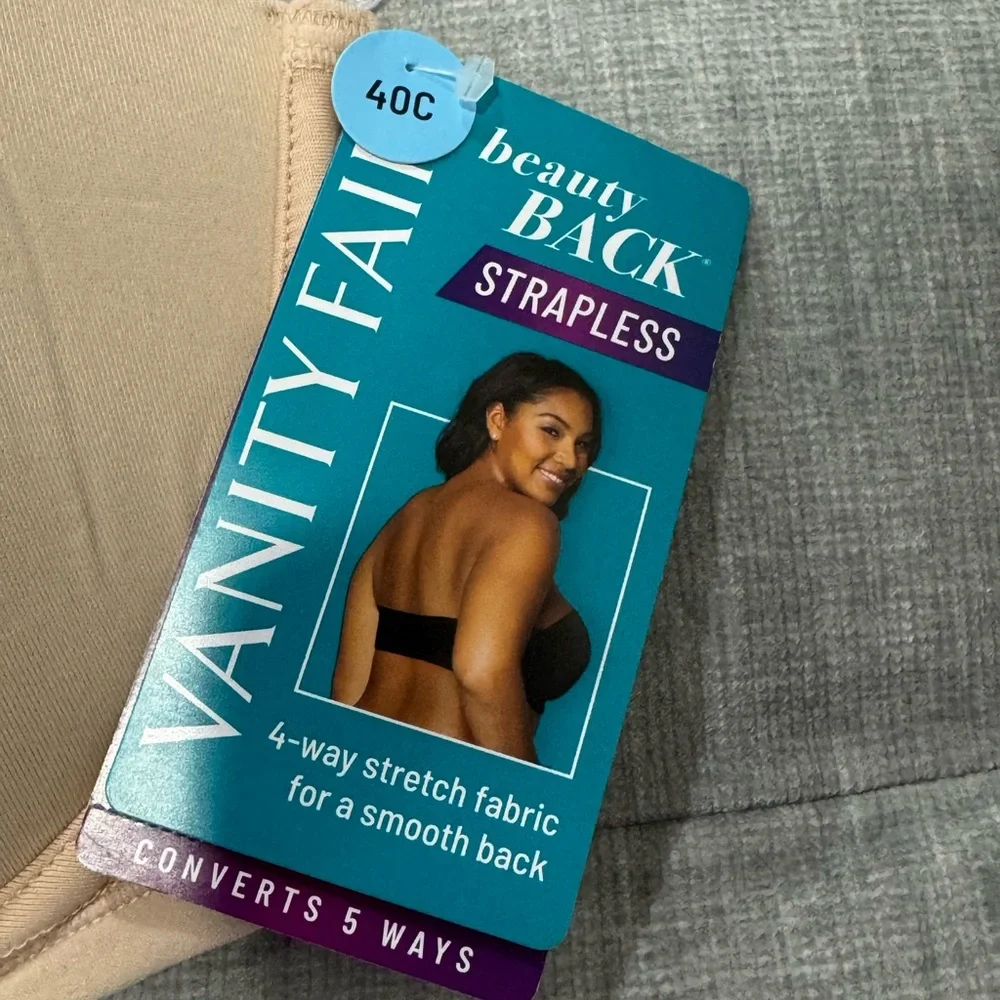 40C
VANITY FAIR
beauty
BACK®
STRAPLESS
4-way stretch fabric
for a smooth back
CONVERTS 5 WAYS